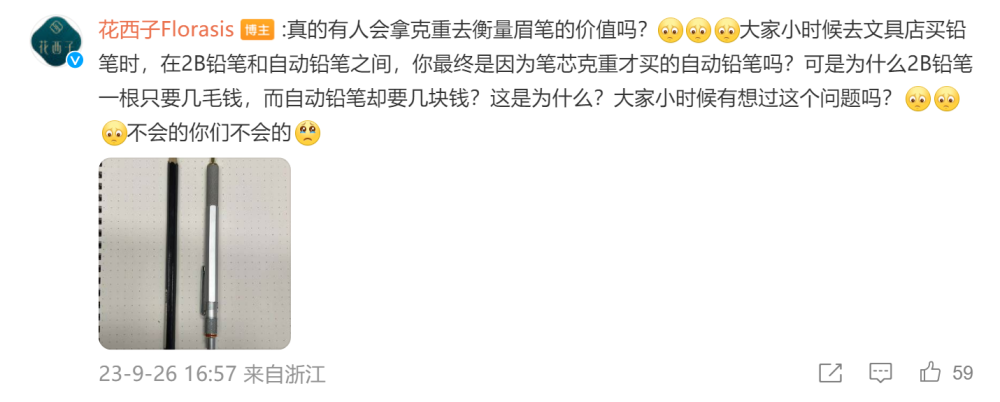 花西子
花西子Florasis 博主 :真的有人会拿克重去衡量眉笔的价值吗？🥺🥺🥺大家小时候去文具店买铅
笔时，在2B铅笔和自动铅笔之间，你最终是因为笔芯克重才买的自动铅笔吗？可是为什么2B铅笔
一根只要几毛钱，而自动铅笔却要几块钱？这是为什么？大家小时候有想过这个问题吗？🥺🥺
🥺不会的你们不会的🥺
23-9-26 16:57 来自浙江
59